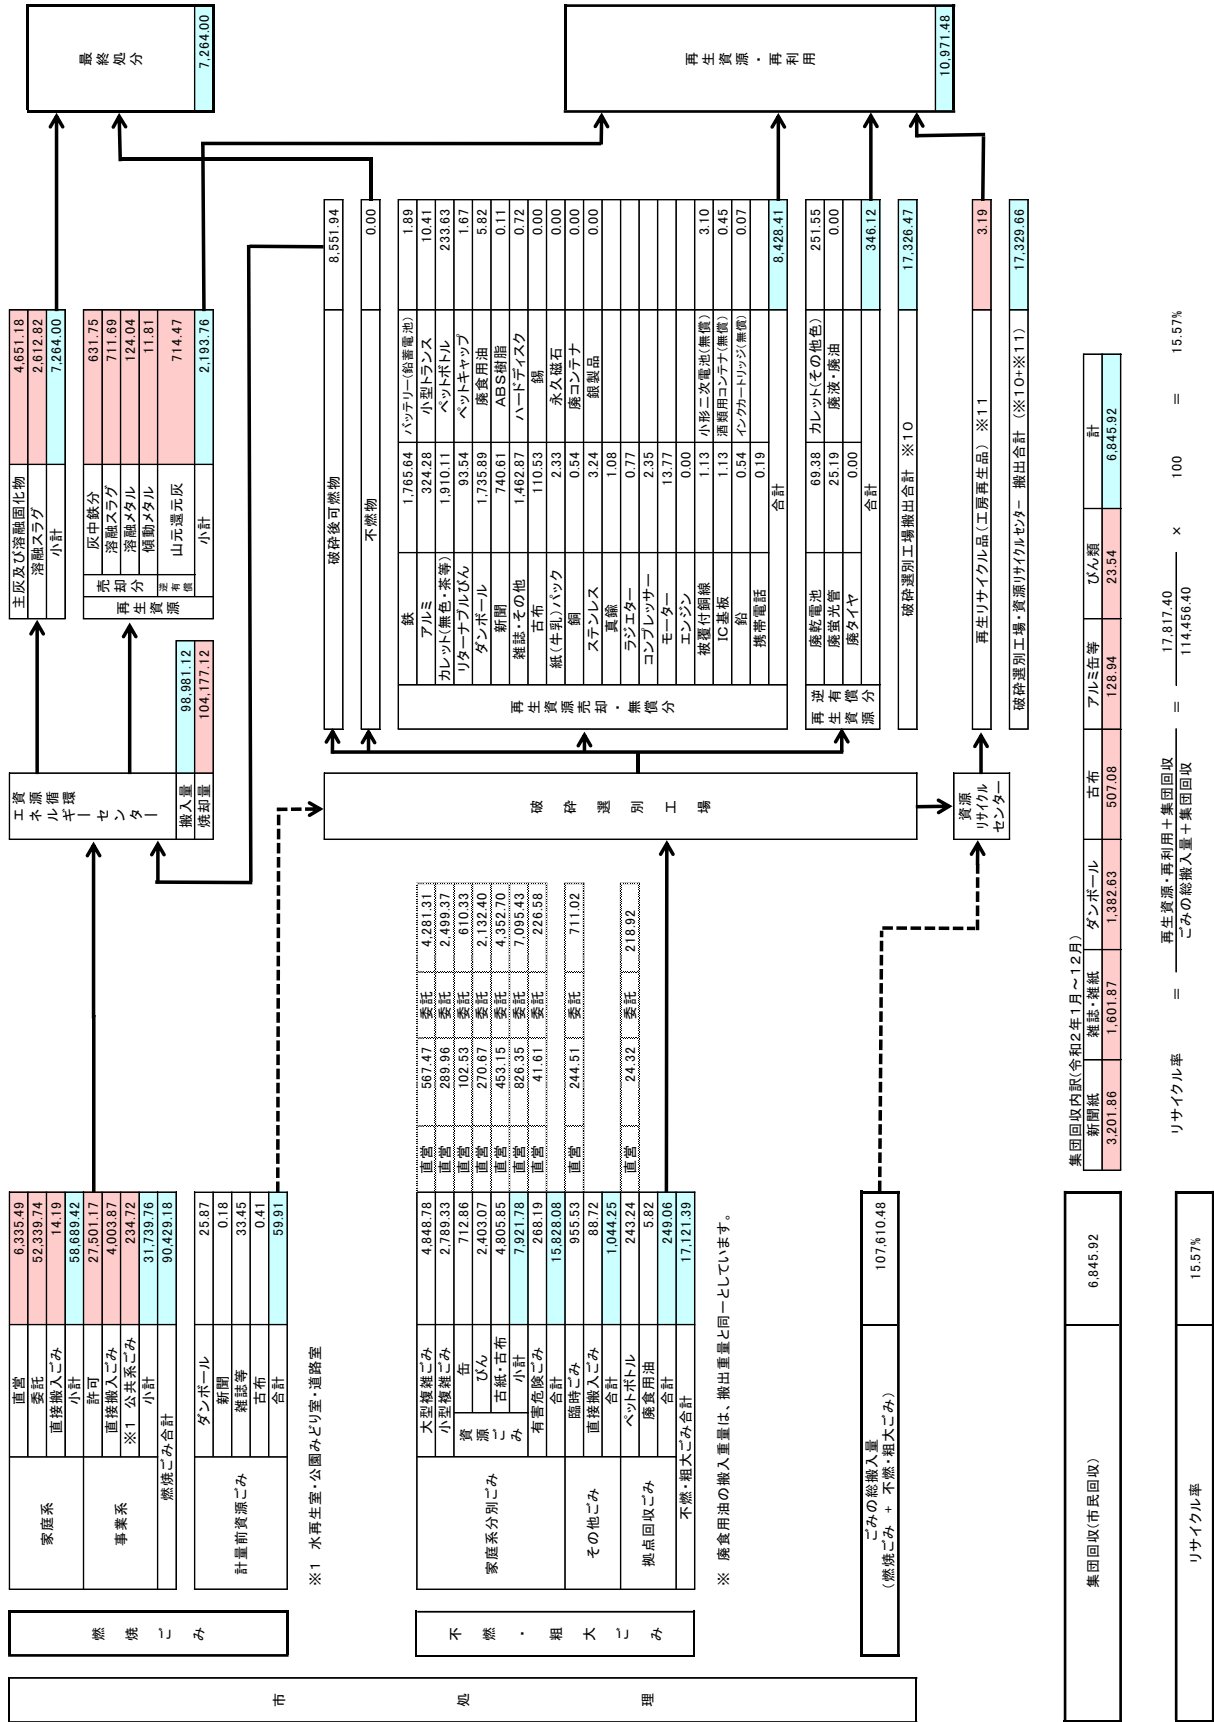 市処理
燃焼ごみ
家庭系
直営 6,335.49
委託 52,339.74
直接搬入ごみ 14.19
小計 58,689.42
事業系
許可 27,501.17
直接搬入ごみ 4,003.87
※1 公共系ごみ 234.72
小計 31,739.76
燃焼ごみ合計 90,429.18
計量前資源ごみ
ダンボール 25.87
新聞 0.18
雑誌等 33.45
古布 0.41
合計 59.91
※1 水再生室・公園みどり室・道路室
不燃・粗大ごみ
家庭系分別ごみ
大型複雑ごみ 4,848.78 直営 567.47 委託 4,281.31
小型複雑ごみ 2,789.33 直営 289.96 委託 2,499.37
資源ごみ
缶 712.86 直営 102.53 委託 610.33
びん 2,403.07 直営 270.67 委託 2,132.40
古紙・古布 4,805.85 直営 453.15 委託 4,352.70
小計 7,921.78 直営 826.35 委託 7,095.43
有害危険ごみ 268.19 直営 41.61 委託 226.58
合計 15,828.08
その他ごみ
臨時ごみ 955.53 直営 244.51 委託 711.02
直接搬入ごみ 88.72
合計 1,044.25
拠点回収ごみ
ペットボトル 243.24 直営 24.32 委託 218.92
廃食用油 5.82
合計 249.06
不燃・粗大ごみ合計 17,121.39
※ 廃食用油の搬入重量は、搬出重量と同一としています。
ごみの総搬入量
(燃焼ごみ + 不燃・粗大ごみ)
107,610.48
資源循環
エネルギーセンター
搬入量 98,981.12
焼却量 104,177.12
主灰及び溶融固化物 4,651.18
溶融スラグ 2,612.82
小計 7,264.00
再生資源
売却分
灰中鉄分 631.75
溶融スラグ 711.69
溶融メタル 124.04
傾動メタル 11.81
逆有償
山元還元灰 714.47
小計 2,193.76
最終処分
7,264.00
破砕選別工場
破砕後可燃物 8,551.94
不燃物 0.00
再生資源売却・無償分
鉄 1,765.64 バッテリー(鉛蓄電池) 1.89
アルミ 324.28 小型トランス 10.41
カレット(無色・茶等) 1,910.11 ペットボトル 233.63
リターナブルびん 93.54 ペットキャップ 1.67
ダンボール 1,735.89 廃食用油 5.82
新聞 740.61 ABS樹脂 0.11
雑誌・その他 1,462.87 ハードディスク 0.72
古布 110.53 錫 0.00
紙(牛乳)パック 2.33 永久磁石 0.00
銅 0.54 廃コンテナ 0.00
ステンレス 3.24 銀製品 0.00
真鍮 1.08
ラジエター 0.77
コンプレッサー 2.35
モーター 13.77
エンジン 0.00
被覆付銅線 1.13 小形二次電池(無償) 3.10
IC基板 1.13 酒類用コンテナ(無償) 0.45
鉛 0.54 インクカートリッジ(無償) 0.07
携帯電話 0.19
合計 8,428.41
再生資源
逆有償分
廃乾電池 69.38 カレット(その他色) 251.55
廃蛍光管 25.19 廃液・廃油 0.00
廃タイヤ 0.00
合計 346.12
破砕選別工場搬出合計 ※10 17,326.47
資源
リサイクル
センター
再生リサイクル品(工房再生品) ※11 3.19
破砕選別工場・資源リサイクルセンター 搬出合計 (※10+※11) 17,329.66
再生資源・再利用
10,971.48
集団回収(市民回収) 6,845.92
集団回収内訳(令和2年1月~12月)
新聞紙 雑誌・雑紙 ダンボール 古布 アルミ缶等 びん類 計
3,201.86 1,601.87 1,382.63 507.08 128.94 23.54 6,845.92
リサイクル率 15.57%
リサイクル率 = 再生資源・再利用+集団回収 = 17,817.40 × 100 = 15.57%
ごみの総搬入量+集団回収 114,456.40